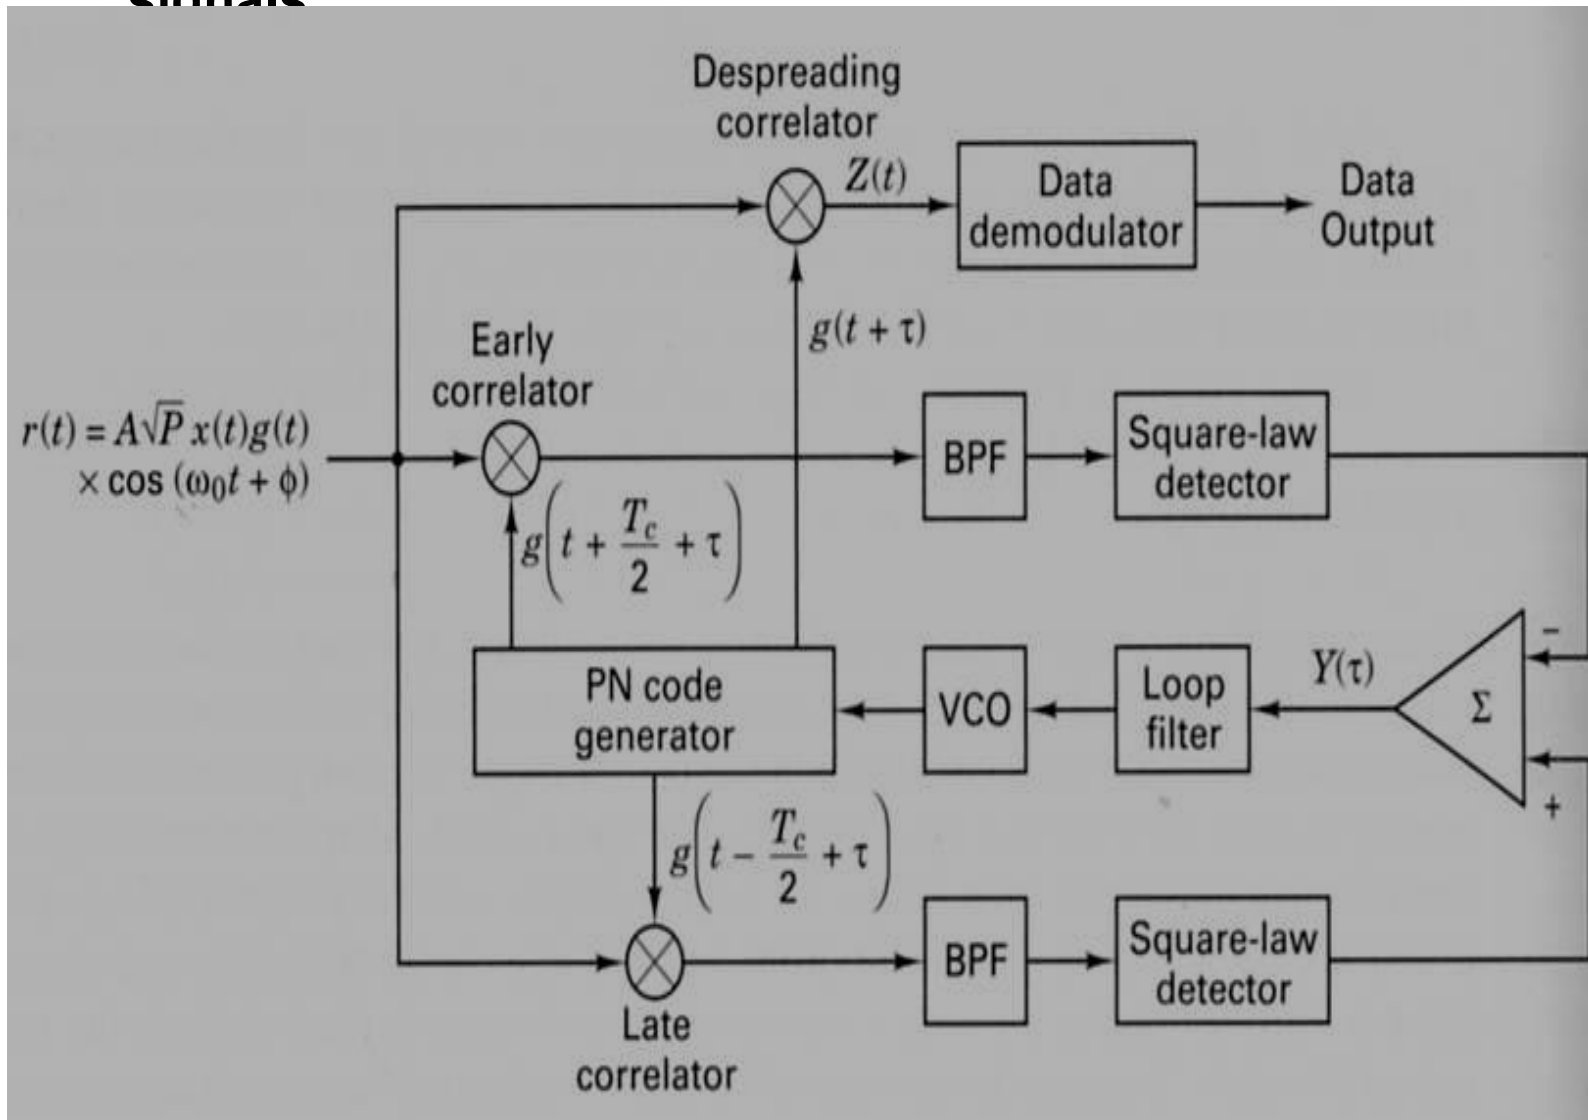 signals
Despreading
correlator
Z(t)
Data
demodulator
Data
Output
g(t + τ)
Early
correlator
r(t) = A√P x(t)g(t)
× cos (ω₀t + ϕ)
BPF
Square-law
detector
g(t + T_c/2 + τ)
PN code
generator
VCO
Loop
filter
Y(τ)
Σ
−
+
g(t − T_c/2 + τ)
BPF
Square-law
detector
Late
correlator